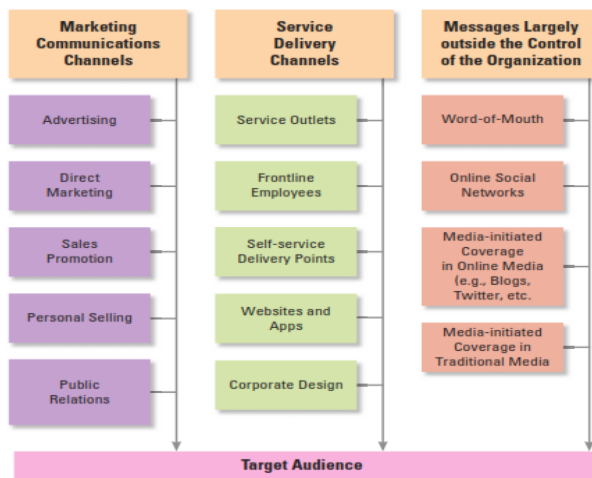 Marketing
Communications
Channels
Advertising
Direct
Marketing
Sales
Promotion
Personal Selling
Public
Relations
Service
Delivery
Channels
Service Outlets
Frontline
Employees
Self-service
Delivery Points
Websites and
Apps
Corporate Design
Messages Largely
outside the Control
of the Organization
Word-of-Mouth
Online Social
Networks
Media-initiated
Coverage
in Online Media
(e.g., Blogs,
Twitter, etc.
Media-initiated
Coverage in
Traditional Media
Target Audience